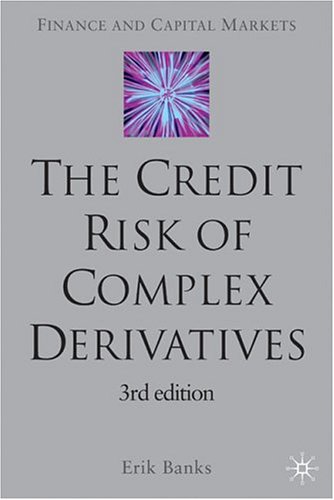 FINANCE AND CAPITAL MARKETS
THE CREDIT
RISK OF
COMPLEX
DERIVATIVES
3rd edition
Erik Banks